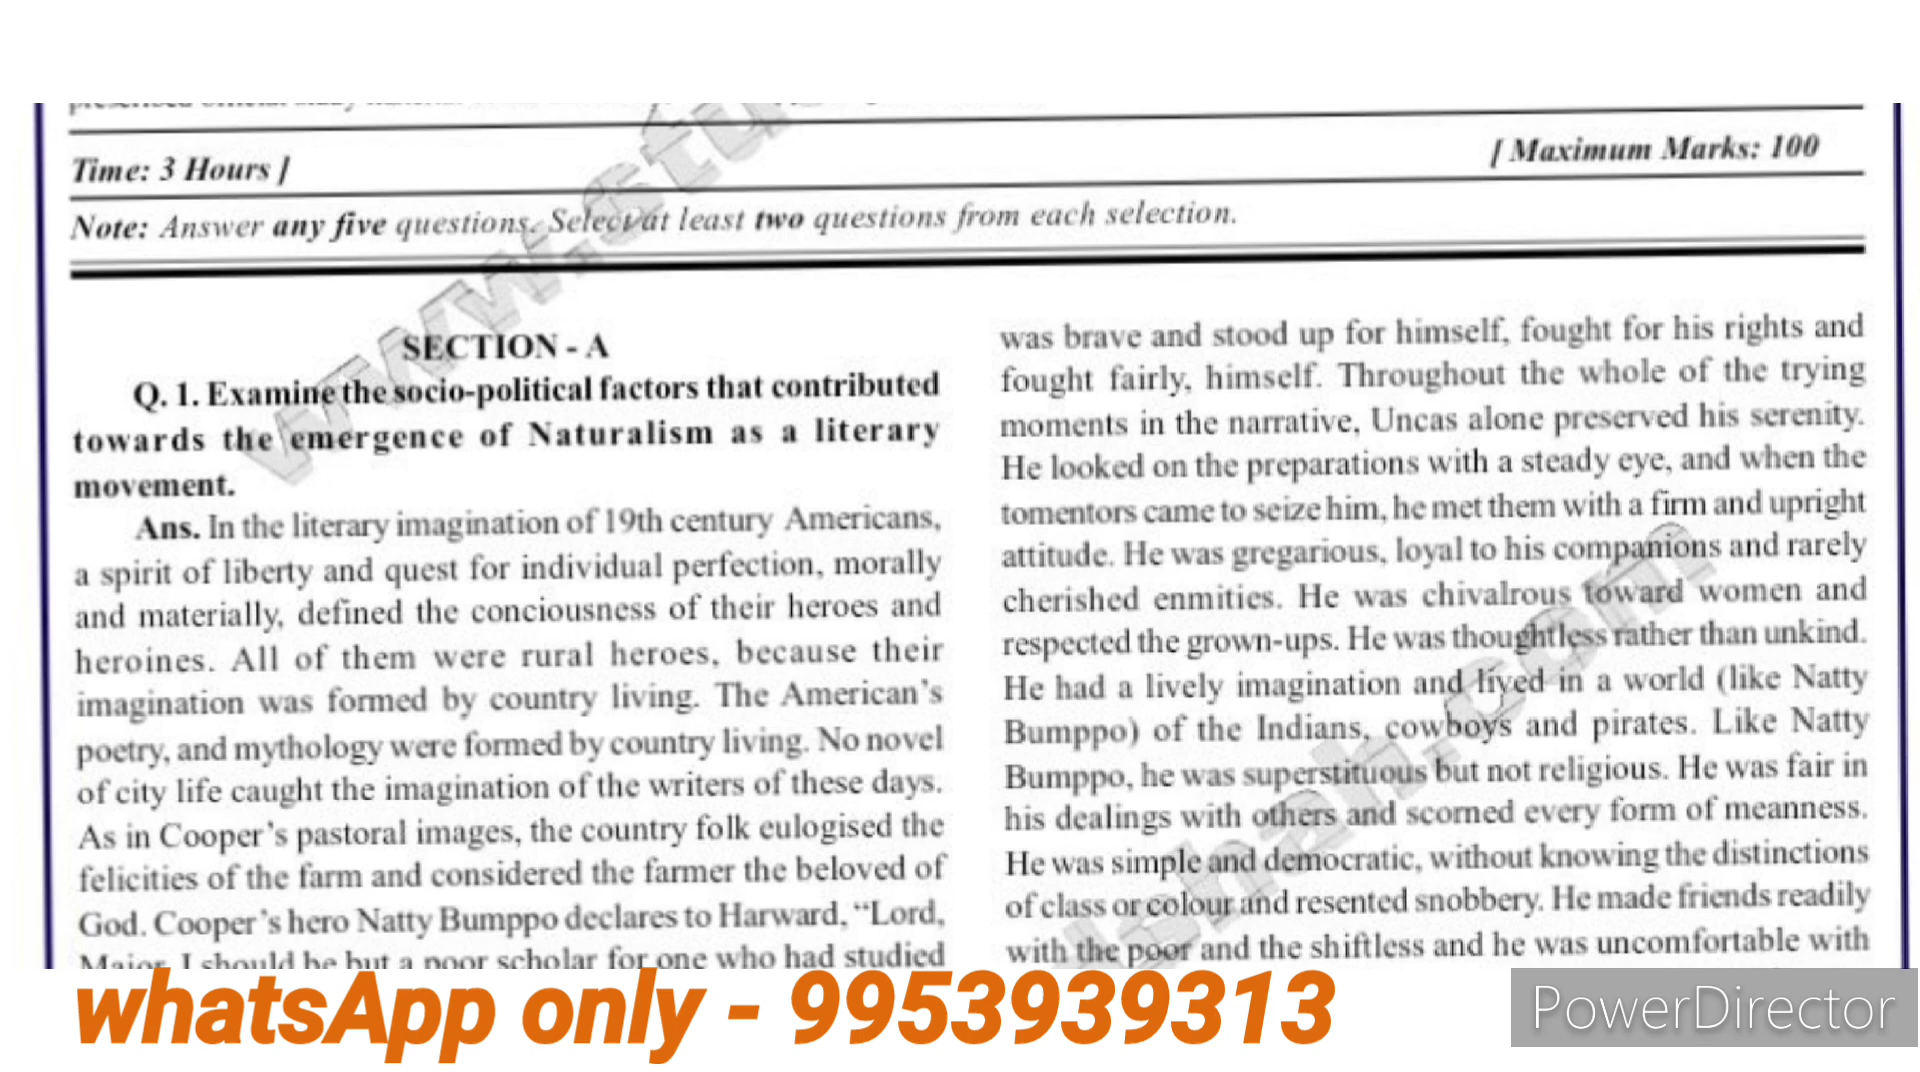 Time: 3 Hours ]
[ Maximum Marks: 100
Note: Answer any five questions. Select at least two questions from each selection.
SECTION - A
Q. 1. Examine the socio-political factors that contributed
towards the emergence of Naturalism as a literary
movement.
Ans. In the literary imagination of 19th century Americans,
a spirit of liberty and quest for individual perfection, morally
and materially, defined the conciousness of their heroes and
heroines. All of them were rural heroes, because their
imagination was formed by country living. The American's
poetry, and mythology were formed by country living. No novel
of city life caught the imagination of the writers of these days.
As in Cooper's pastoral images, the country folk eulogised the
felicities of the farm and considered the farmer the beloved of
God. Cooper's hero Natty Bumppo declares to Harward, "Lord,
Major, I should be but a poor scholar for one who had studied
was brave and stood up for himself, fought for his rights and
fought fairly, himself. Throughout the whole of the trying
moments in the narrative, Uncas alone preserved his serenity.
He looked on the preparations with a steady eye, and when the
tomentors came to seize him, he met them with a firm and upright
attitude. He was gregarious, loyal to his companions and rarely
cherished enmities. He was chivalrous toward women and
respected the grown-ups. He was thoughtless rather than unkind.
He had a lively imagination and lived in a world (like Natty
Bumppo) of the Indians, cowboys and pirates. Like Natty
Bumppo, he was superstituous but not religious. He was fair in
his dealings with others and scorned every form of meanness.
He was simple and democratic, without knowing the distinctions
of class or colour and resented snobbery. He made friends readily
with the poor and the shiftless and he was uncomfortable with
whatsApp only - 9953939313
PowerDirector